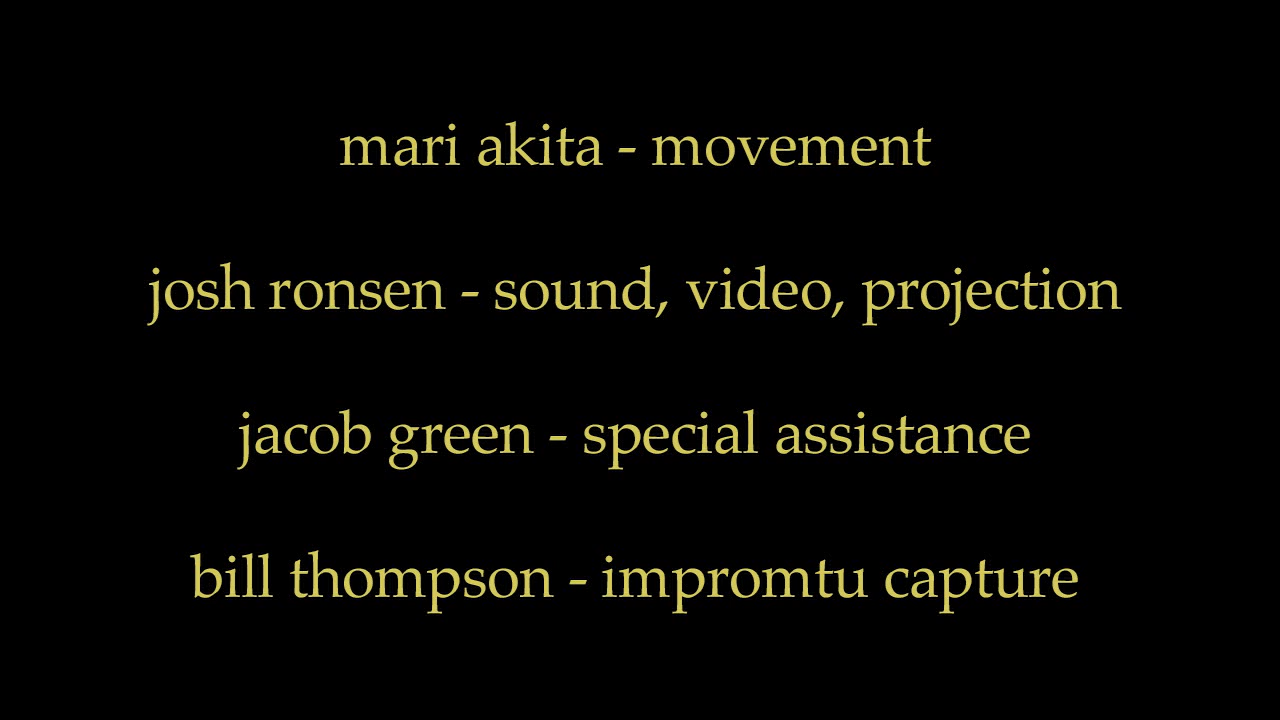 mari akita - movement
josh ronsen - sound, video, projection
jacob green - special assistance
bill thompson - impromtu capture